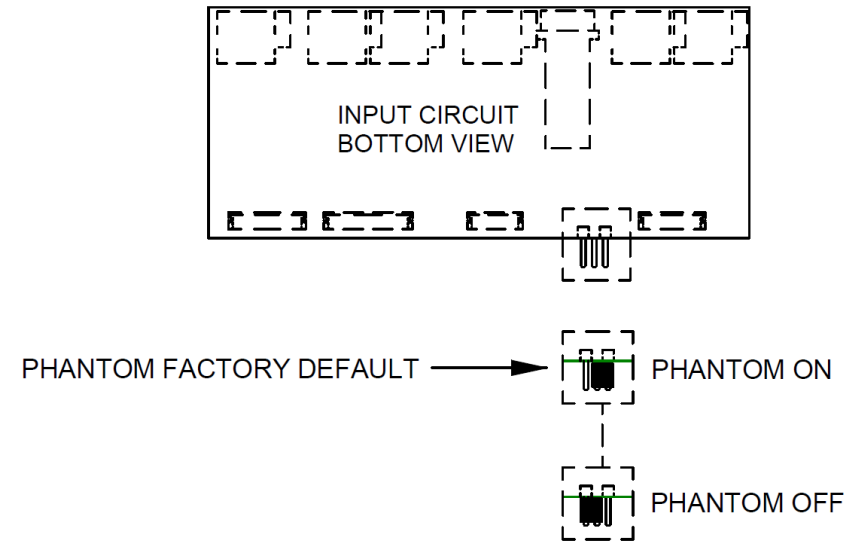 INPUT CIRCUIT
BOTTOM VIEW
PHANTOM FACTORY DEFAULT
PHANTOM ON
PHANTOM OFF